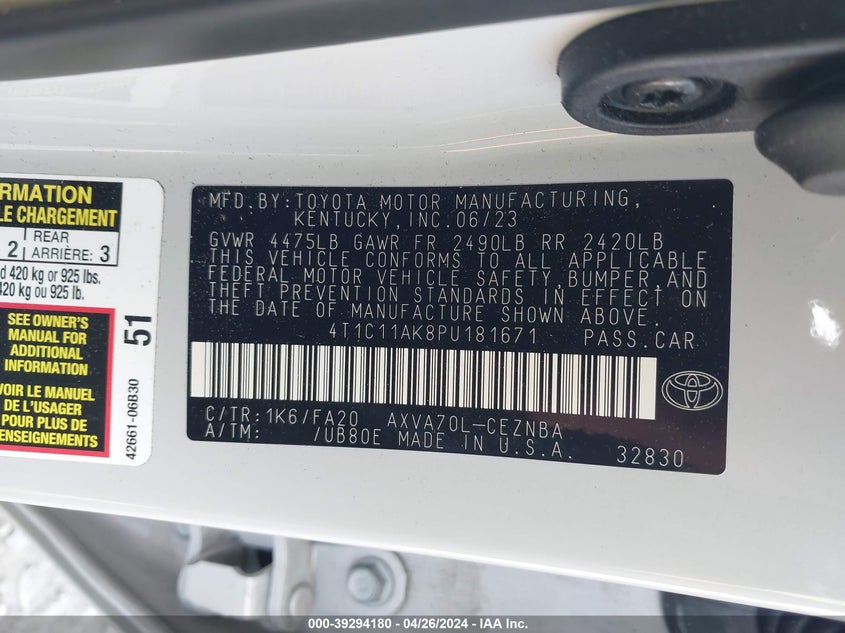 RMATION
LE CHARGEMENT
2 REAR ARRIÈRE: 3
d 420 kg or 925 lbs.
420 kg ou 925 lb.
SEE OWNER'S
MANUAL FOR
ADDITIONAL
INFORMATION
VOIR LE MANUEL
DE L'USAGER
POUR PLUS DE
ENSEIGNEMENTS
42661-06B30
51
MFD.BY:TOYOTA MOTOR MANUFACTURING,
KENTUCKY,INC.06/23
GVWR 4475LB GAWR FR 2490LB RR 2420LB
THIS VEHICLE CONFORMS TO ALL APPLICABLE
FEDERAL MOTOR VEHICLE SAFETY,BUMPER,AND
THEFT PREVENTION STANDARDS IN EFFECT ON
THE DATE OF MANUFACTURE SHOWN ABOVE.
4T1C11AK8PU181671 PASS.CAR
C/TR:1K6/FA20 AXVA70L-CEZNBA
A/TM: /UB80E MADE IN U.S.A. 32830
000-39294180 - 04/26/2024 - IAA Inc.